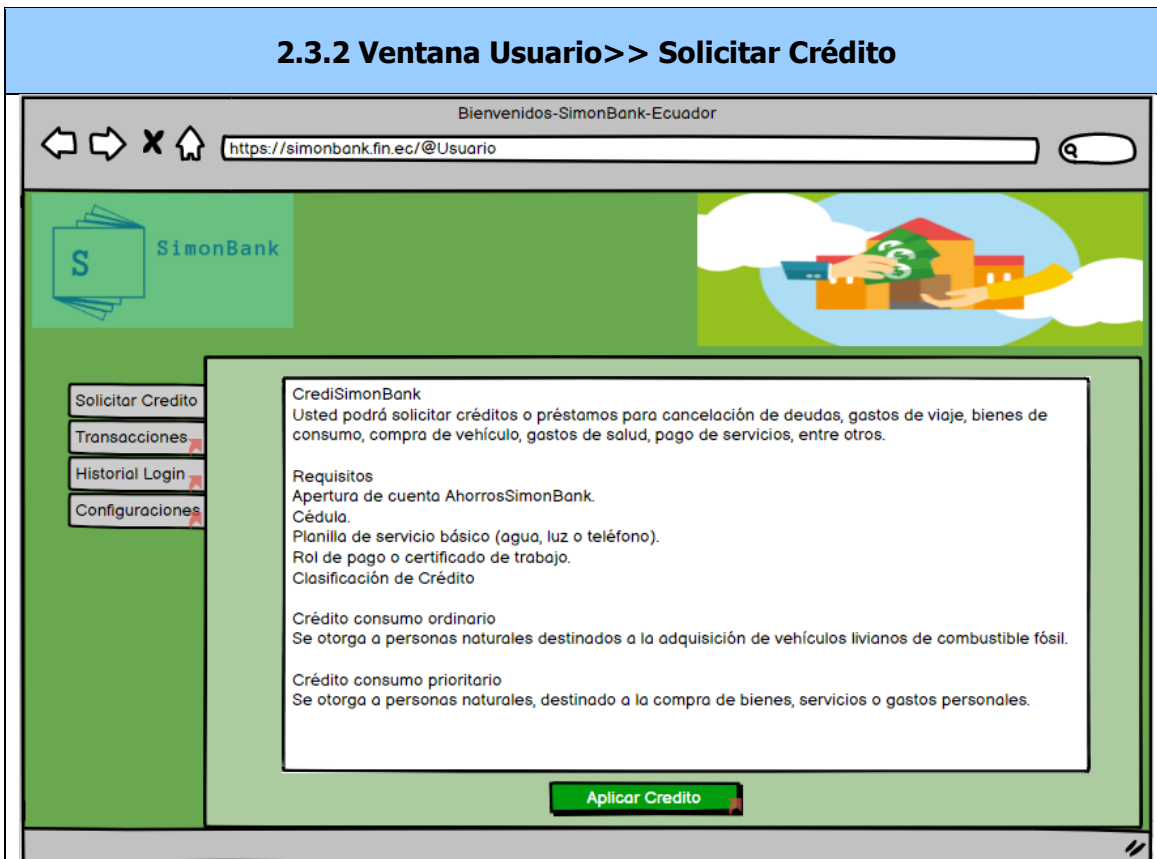 2.3.2 Ventana Usuario>> Solicitar Crédito
Bienvenidos-SimonBank-Ecuador
https://simonbank.fin.ec/@Usuario
S
SimonBank
Solicitar Credito
Transacciones
Historial Login
Configuraciones
CrediSimonBank
Usted podrá solicitar créditos o préstamos para cancelación de deudas, gastos de viaje, bienes de
consumo, compra de vehículo, gastos de salud, pago de servicios, entre otros.
Requisitos
Apertura de cuenta AhorrosSimonBank.
Cédula.
Planilla de servicio básico (agua, luz o teléfono).
Rol de pago o certificado de trabajo.
Clasificación de Crédito
Crédito consumo ordinario
Se otorga a personas naturales destinados a la adquisición de vehículos livianos de combustible fósil.
Crédito consumo prioritario
Se otorga a personas naturales, destinado a la compra de bienes, servicios o gastos personales.
Aplicar Credito